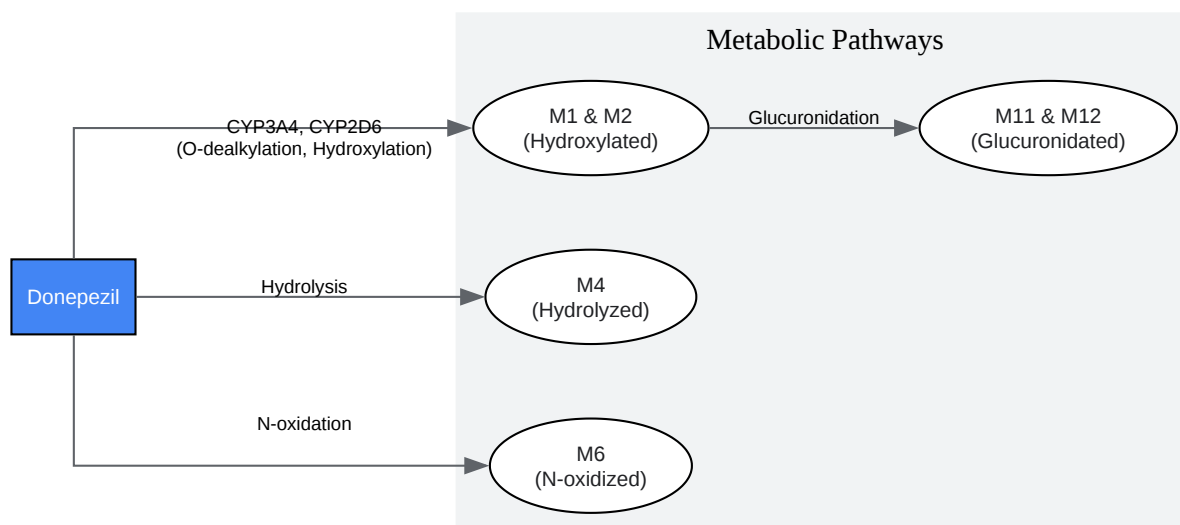 Metabolic Pathways
CYP3A4, CYP2D6
(O-dealkylation, Hydroxylation)
M1 & M2
(Hydroxylated)
Glucuronidation
M11 & M12
(Glucuronidated)
Donepezil
Hydrolysis
M4
(Hydrolyzed)
N-oxidation
M6
(N-oxidized)